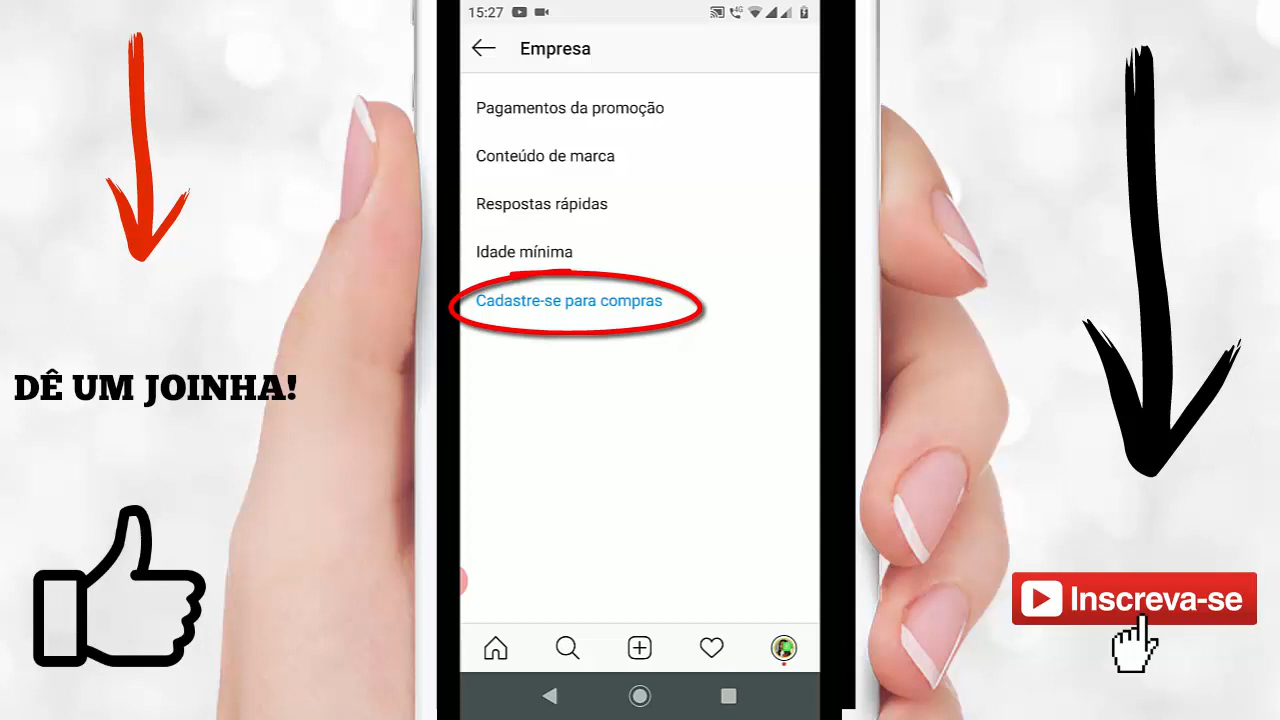 15:27
4G
Empresa
Pagamentos da promoção
Conteúdo de marca
Respostas rápidas
Idade mínima
Cadastre-se para compras
DÊ UM JOINHA!
Inscreva-se